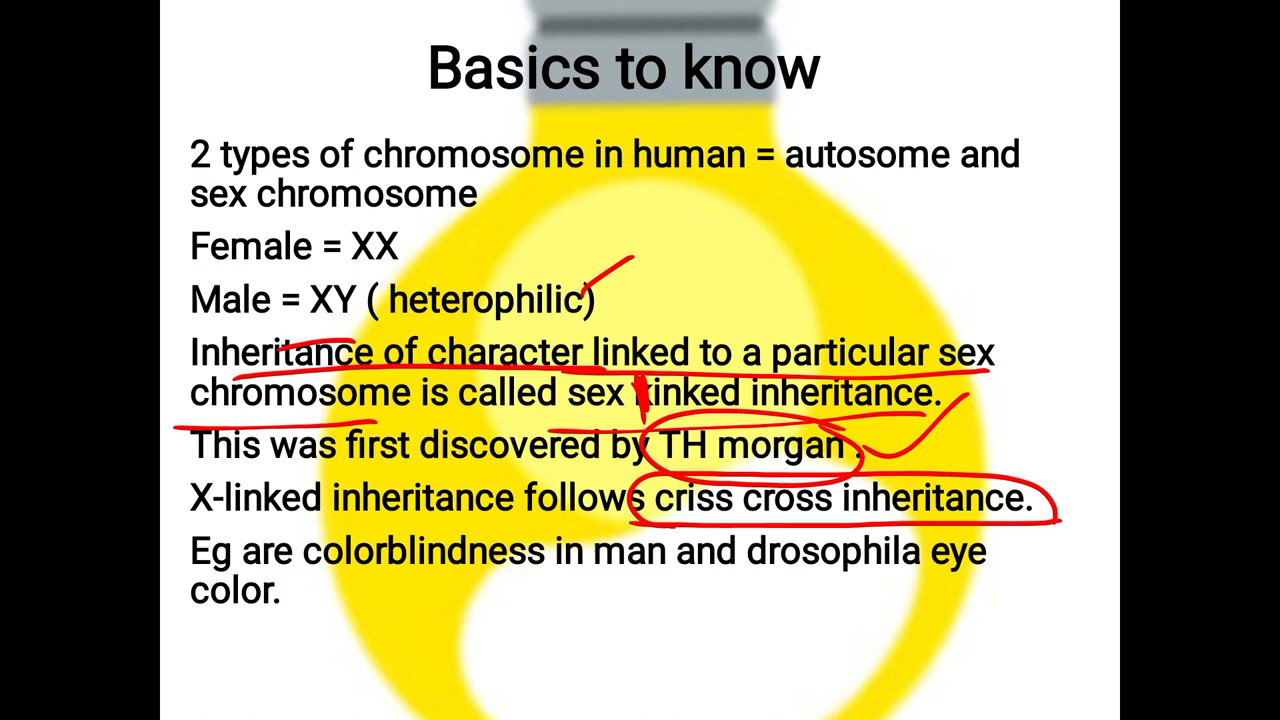 Basics to know
2 types of chromosome in human = autosome and
sex chromosome
Female = XX
Male = XY ( heterophilic)
Inheritance of character linked to a particular sex
chromosome is called sex kinked inheritance.
This was first discovered by TH morgan .
X-linked inheritance follows criss cross inheritance.
Eg are colorblindness in man and drosophila eye
color.